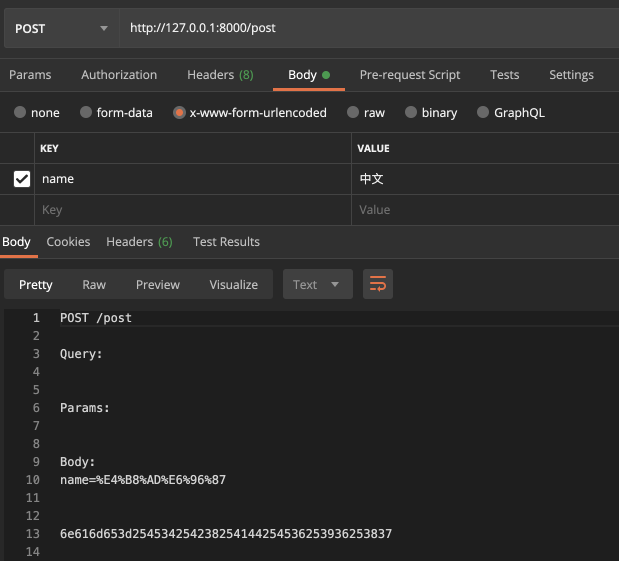 POST http://127.0.0.1:8000/post
Params Authorization Headers (8) Body Pre-request Script Tests Settings
none form-data x-www-form-urlencoded raw binary GraphQL
KEY VALUE
name 中文
Key Value
Body Cookies Headers (6) Test Results
Pretty Raw Preview Visualize Text
1 POST /post
2
3 Query:
4
5
6 Params:
7
8
9 Body:
10 name=%E4%B8%AD%E6%96%87
11
12
13 6e616d653d254534254238254144254536253936253837
14